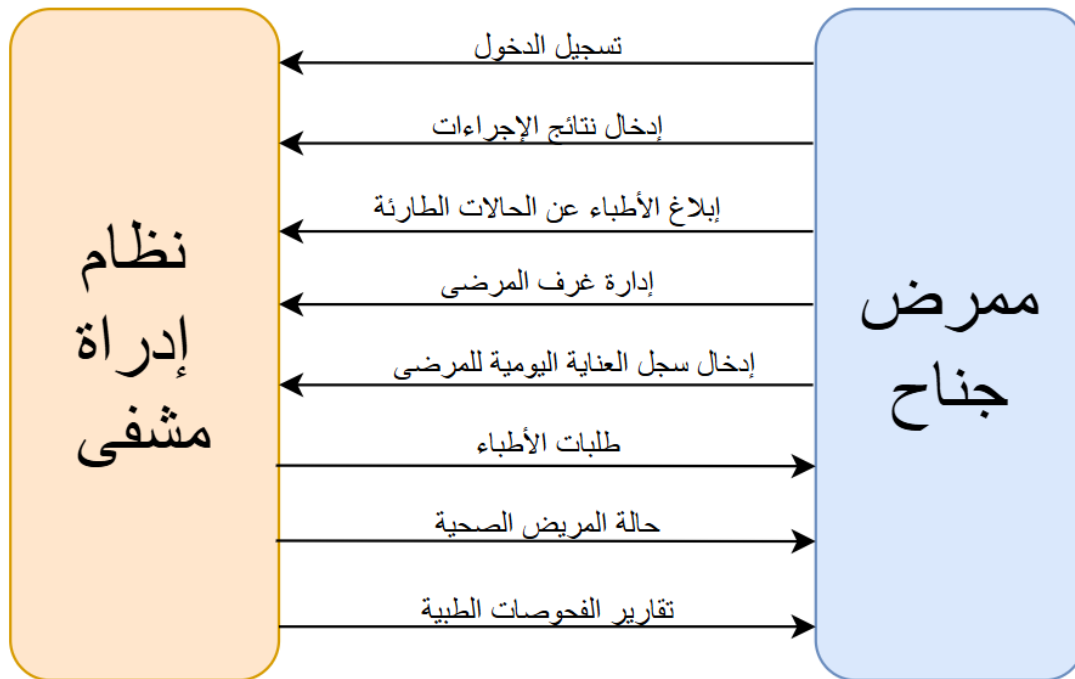 تسجيل الدخول
إدخال نتائج الإجراءات
إبلاغ الأطباء عن الحالات الطارئة
إدارة غرف المرضى
إدخال سجل العناية اليومية للمرضى
طلبات الأطباء
حالة المريض الصحية
تقارير الفحوصات الطبية
ممرض
جناح
نظام
إدراة
مشفى